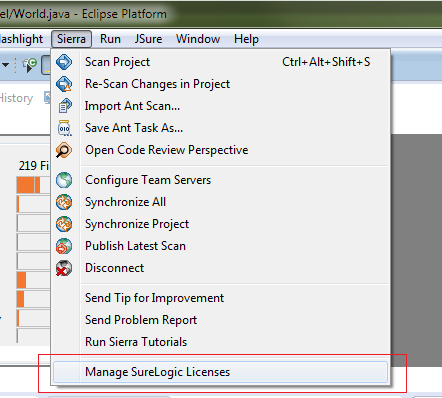 el/World.java - Eclipse Platform
ashlight Sierra Run JSure Window Help
Scan Project Ctrl+Alt+Shift+S
Re-Scan Changes in Project
History
Import Ant Scan...
Save Ant Task As...
Open Code Review Perspective
219 Fi
Configure Team Servers
Synchronize All
Synchronize Project
Publish Latest Scan
Disconnect
Send Tip for Improvement
Send Problem Report
Run Sierra Tutorials
Manage SureLogic Licenses